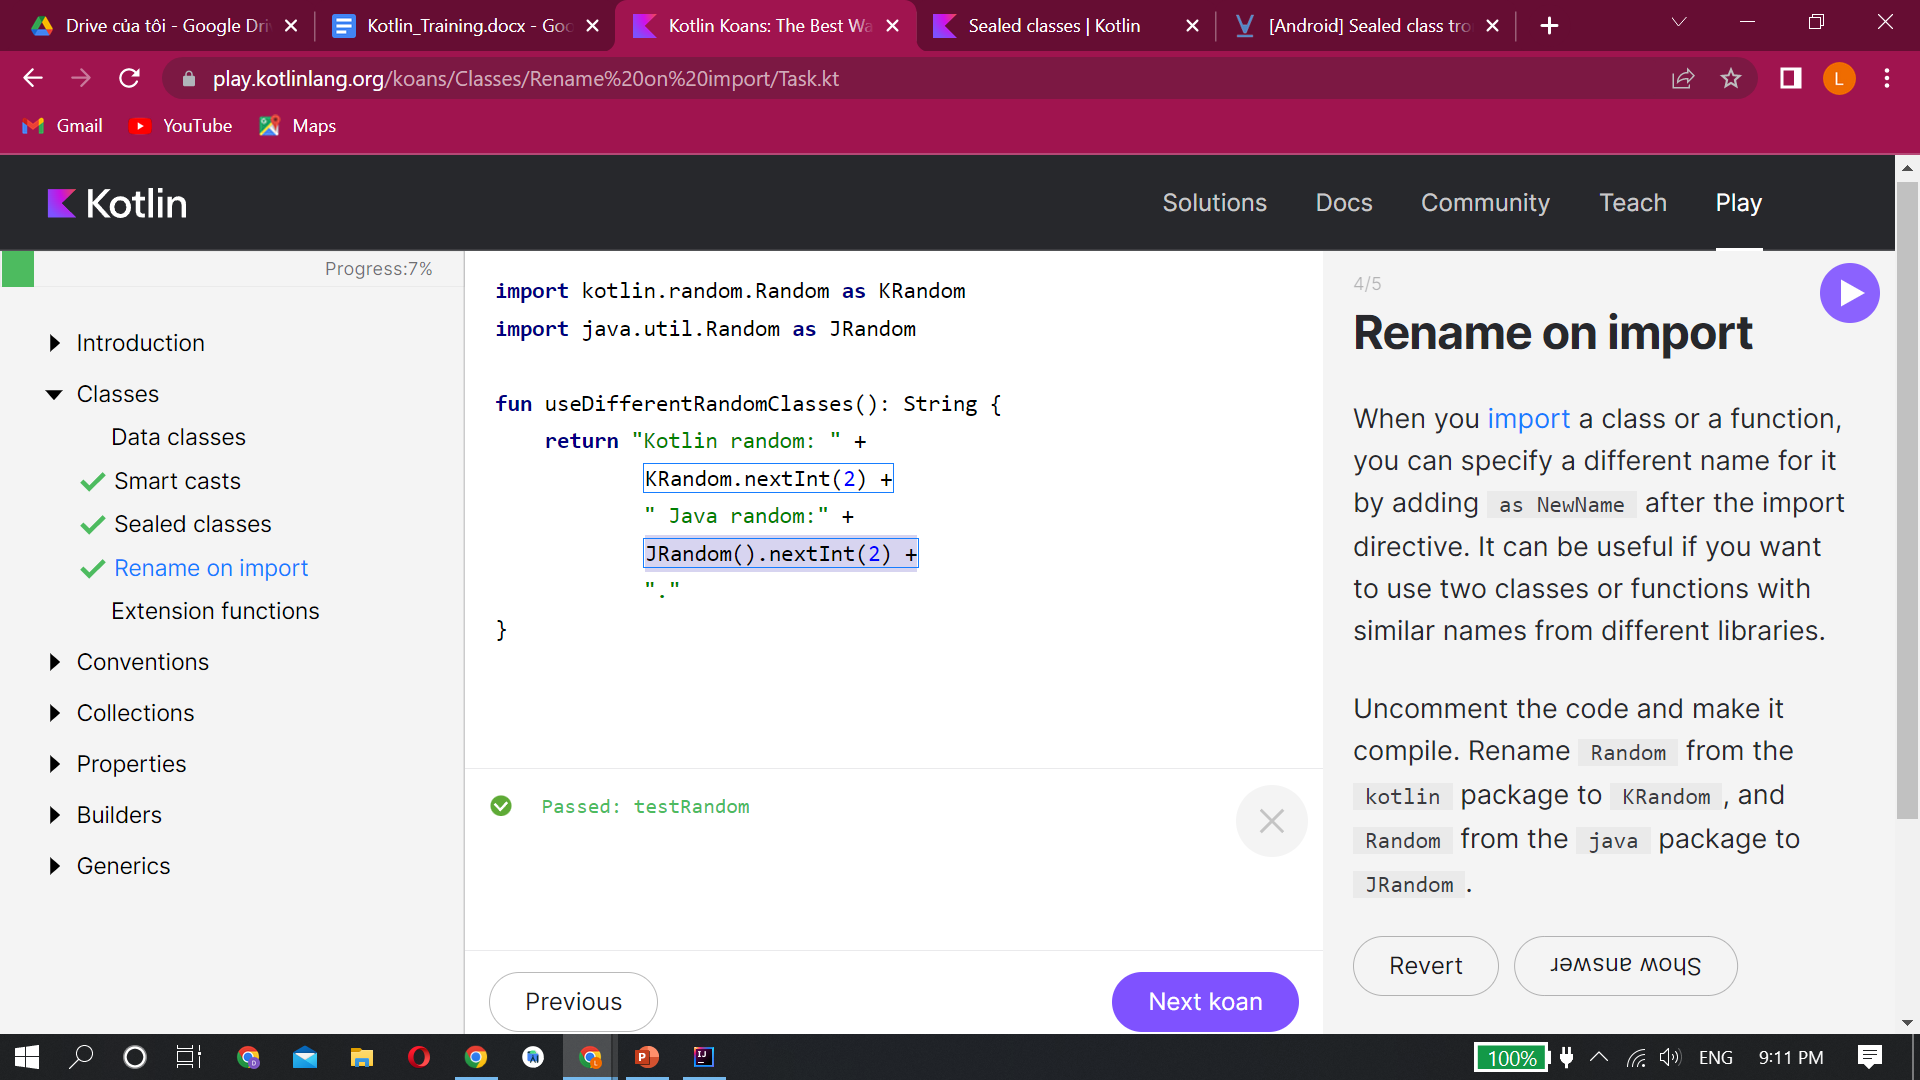 Drive của tôi - Google Dri
Kotlin_Training.docx - Goo
Kotlin Koans: The Best Wa
Sealed classes | Kotlin
[Android] Sealed class tro
play.kotlinlang.org/koans/Classes/Rename%20on%20import/Task.kt
L
Gmail
YouTube
Maps
Kotlin
Solutions
Docs
Community
Teach
Play
Progress:7%
Introduction
Classes
Data classes
Smart casts
Sealed classes
Rename on import
Extension functions
Conventions
Collections
Properties
Builders
Generics
import kotlin.random.Random as KRandom
import java.util.Random as JRandom
fun useDifferentRandomClasses(): String {
return "Kotlin random: " +
KRandom.nextInt(2) +
" Java random:" +
JRandom().nextInt(2) +
"."
}
Passed: testRandom
Previous
Next koan
4/5
Rename on import
When you import a class or a function,
you can specify a different name for it
by adding as NewName after the import
directive. It can be useful if you want
to use two classes or functions with
similar names from different libraries.
Uncomment the code and make it
compile. Rename Random from the
kotlin package to KRandom , and
Random from the java package to
JRandom .
Revert
Show answer
100%
ENG
9:11 PM